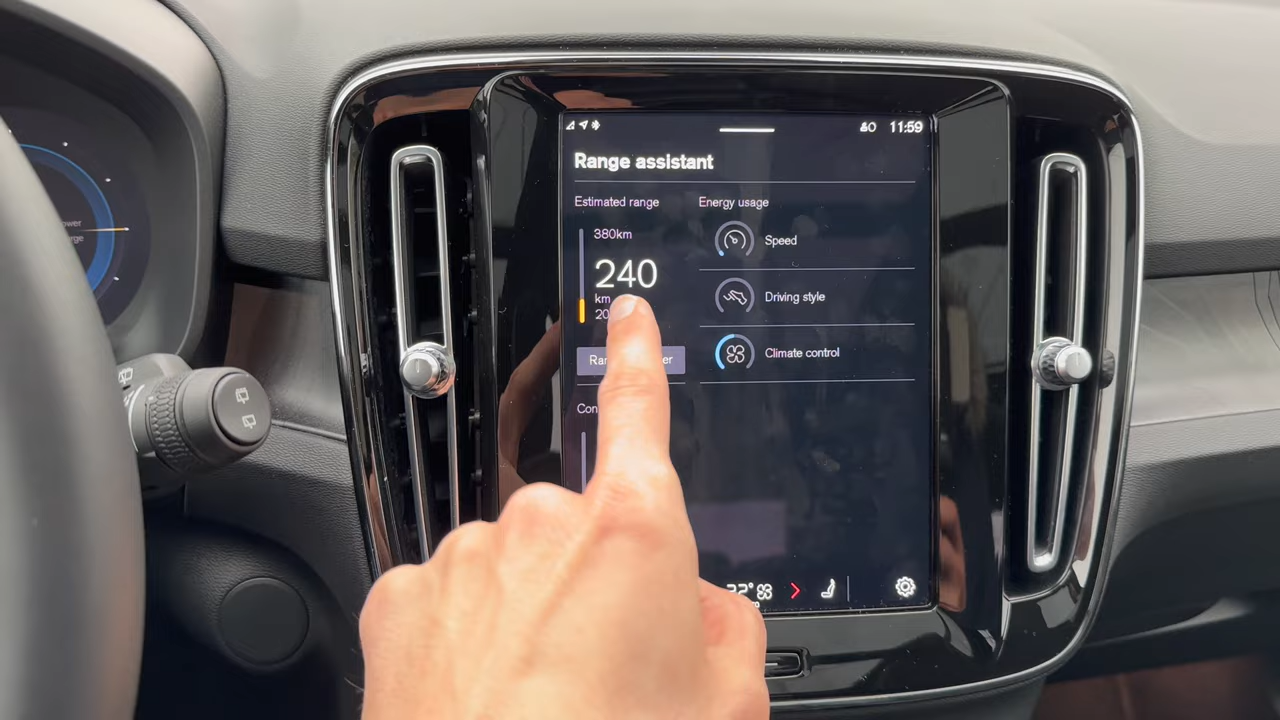 11:59
Range assistant
Estimated range
Energy usage
380km
Speed
240
km
Driving style
Climate control